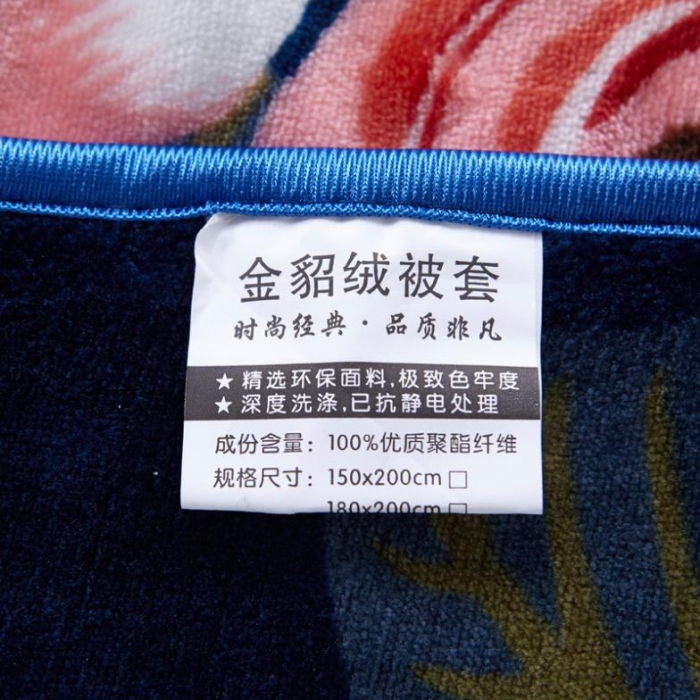 金貂绒被套
时尚经典·品质非凡
★ 精选环保面料,极致色牢度
★ 深度洗涤,已抗静电处理
成份含量：100%优质聚酯纤维
规格尺寸：150x200cm□
180x200cm□